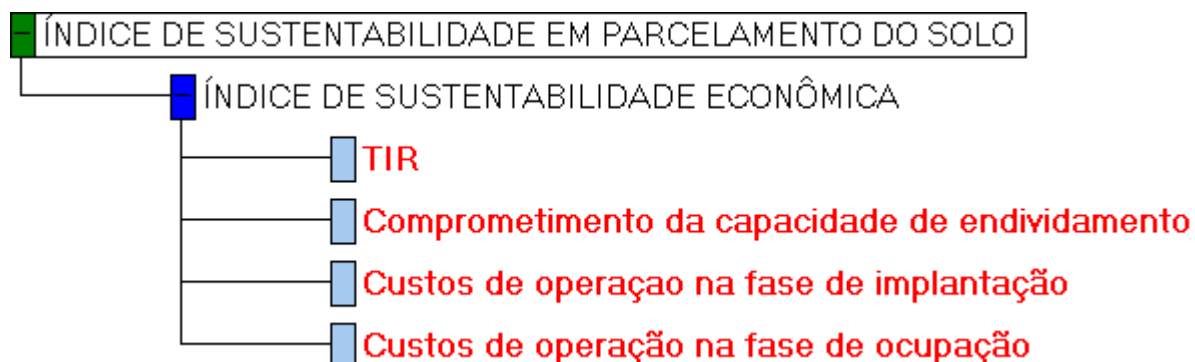 ÍNDICE DE SUSTENTABILIDADE EM PARCELAMENTO DO SOLO
ÍNDICE DE SUSTENTABILIDADE ECONÔMICA
TIR
Comprometimento da capacidade de endividamento
Custos de operaçao na fase de implantação
Custos de operação na fase de ocupação